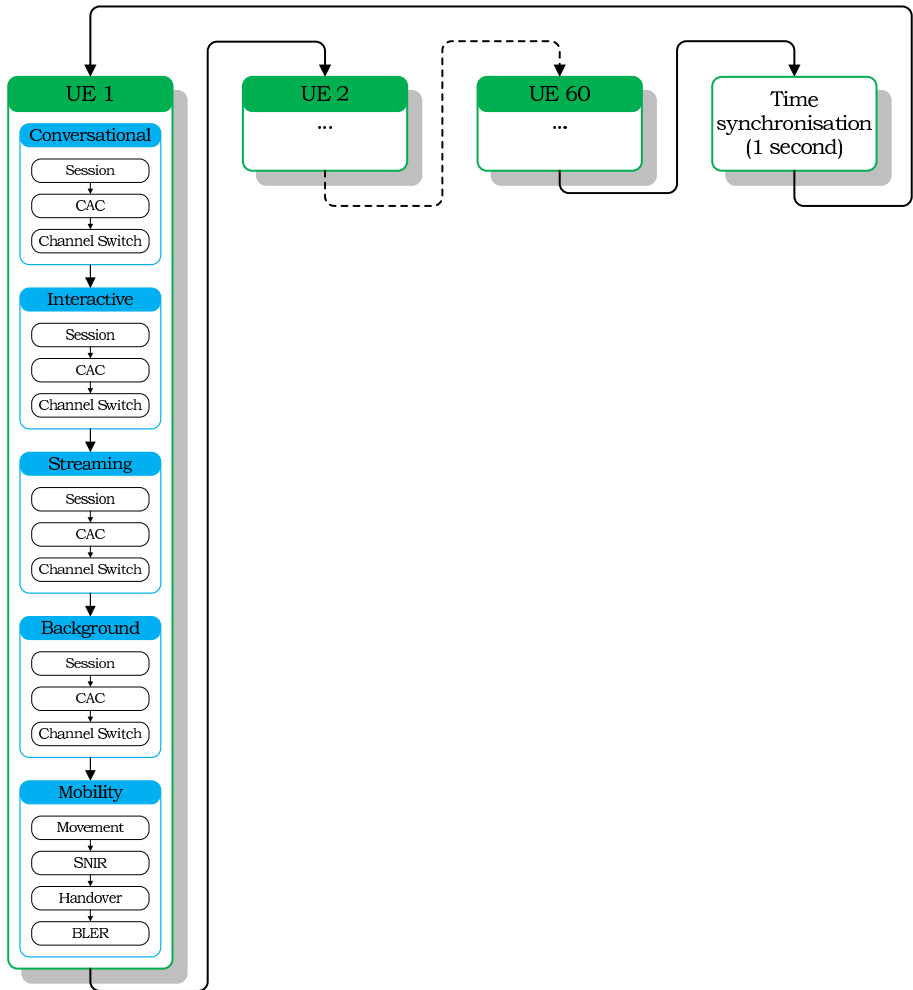 UE 1
Conversational
Session
CAC
Channel Switch
Interactive
Session
CAC
Channel Switch
Streaming
Session
CAC
Channel Switch
Background
Session
CAC
Channel Switch
Mobility
Movement
SNIR
Handover
BLER
UE 2
...
UE 60
...
Time
synchronisation
(1 second)